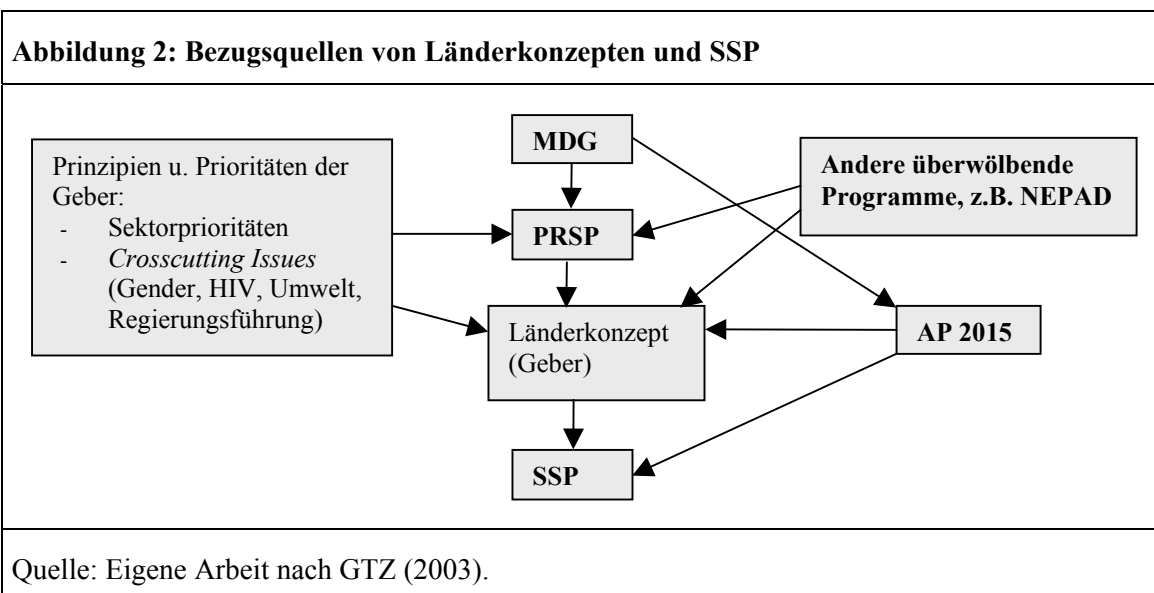 Abbildung 2: Bezugsquellen von Länderkonzepten und SSP
Prinzipien u. Prioritäten der
Geber:
- Sektorprioritäten
- Crosscutting Issues
(Gender, HIV, Umwelt,
Regierungsführung)
MDG
PRSP
Länderkonzept
(Geber)
SSP
Andere überwölbende
Programme, z.B. NEPAD
AP 2015
Quelle: Eigene Arbeit nach GTZ (2003).